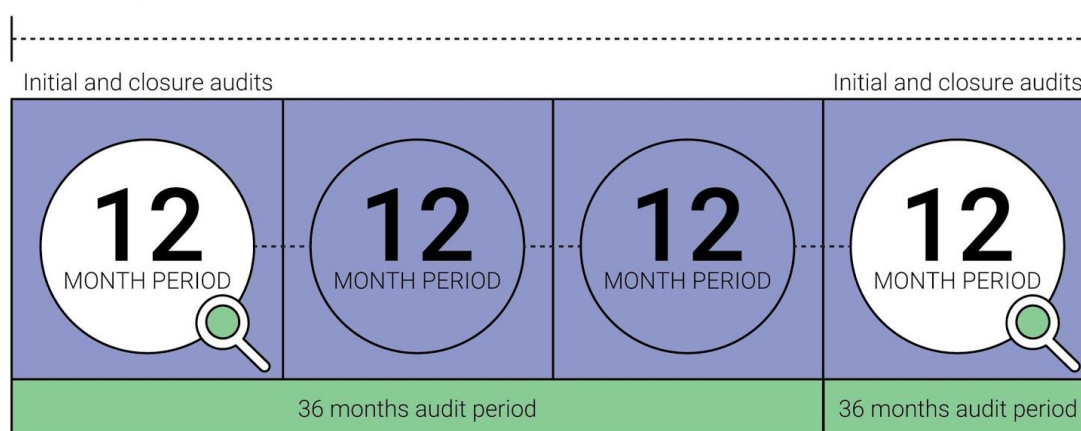 Initial and closure audits
Initial and closure audits
12
MONTH PERIOD
12
MONTH PERIOD
12
MONTH PERIOD
12
MONTH PERIOD
36 months audit period
36 months audit period